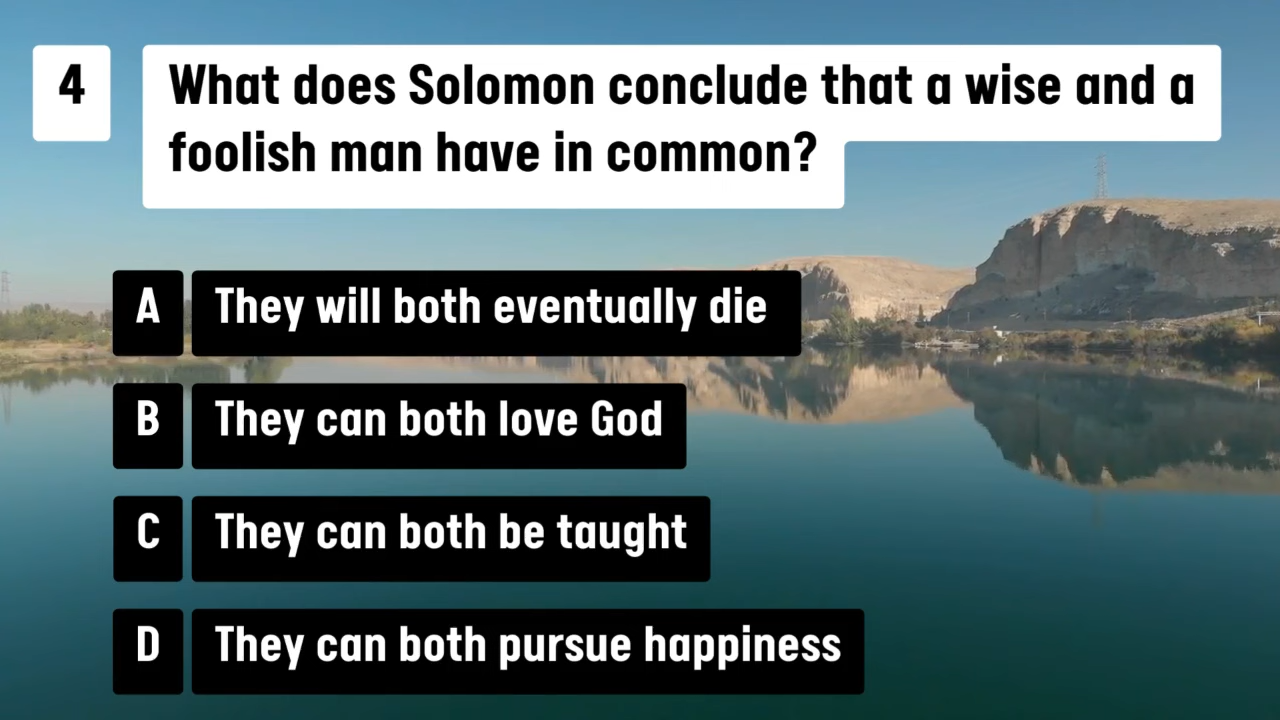 4
What does Solomon conclude that a wise and a
foolish man have in common?
A They will both eventually die
B They can both love God
C They can both be taught
D They can both pursue happiness